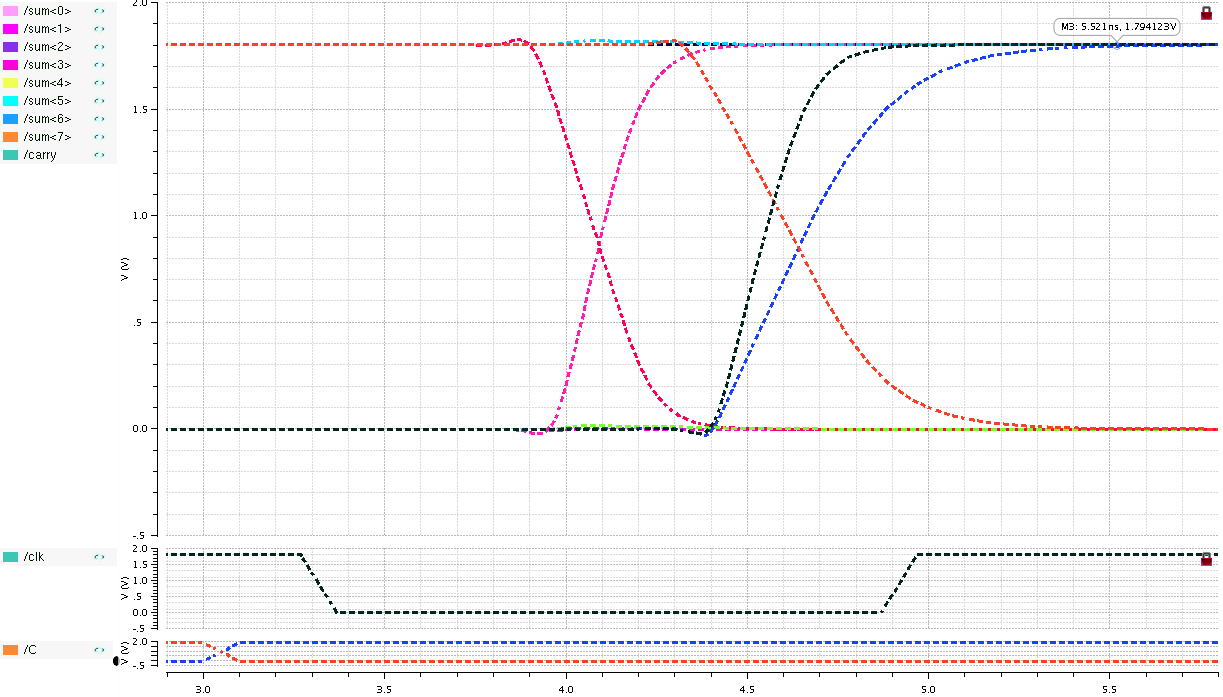 /sum<0>
/sum<1>
/sum<2>
/sum<3>
/sum<4>
/sum<5>
/sum<6>
/sum<7>
/carry
2.0
1.5
1.0
.5
0.0
-.5
V (V)
M3: 5.521ns, 1.794123V
/clk
2.0
1.5
1.0
.5
0.0
-.5
V (V)
/C
2.0
-.5
V (V)
3.0 3.5 4.0 4.5 5.0 5.5